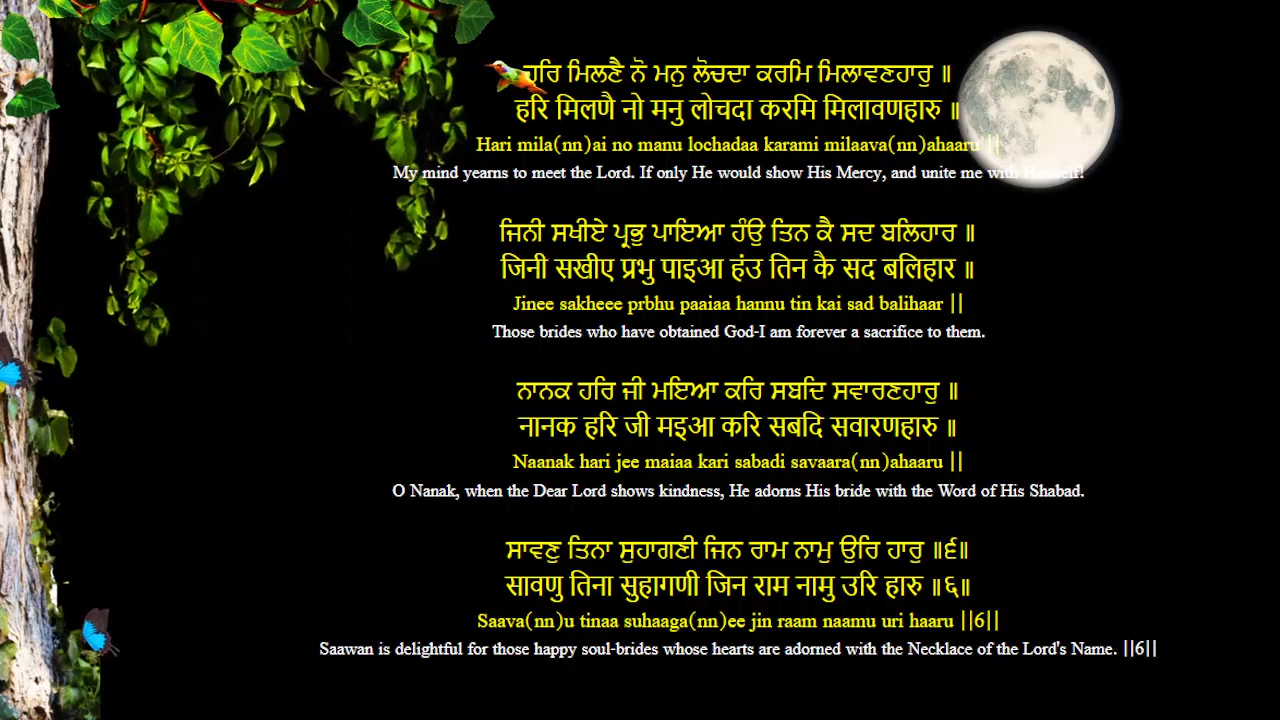 ਹਰਿ ਮਿਲਣੈ ਨੋ ਮਨੁ ਲੋਚਦਾ ਕਰਮਿ ਮਿਲਾਵਣਹਾਰੁ ॥
हरि मिलणै नो मनु लोचदा करमि मिलावणहारु ॥
Hari mila(nn)ai no manu lochadaa karami milaava(nn)ahaaru ||
My mind yearns to meet the Lord. If only He would show His Mercy, and unite me with Himself!
ਜਿਨੀ ਸਖੀਏ ਪ੍ਰਭੁ ਪਾਇਆ ਹੰਉ ਤਿਨ ਕੈ ਸਦ ਬਲਿਹਾਰ ॥
जिनी सखीए प्रभु पाइआ हंउ तिन कै सद बलिहार ॥
Jinee sakheee prbhu paaiaa hannu tin kai sad balihaar ||
Those brides who have obtained God-I am forever a sacrifice to them.
ਨਾਨਕ ਹਰਿ ਜੀ ਮਇਆ ਕਰਿ ਸਬਦਿ ਸਵਾਰਣਹਾਰੁ ॥
नानक हरि जी मइआ करि सबदि सवारणहारु ॥
Naanak hari jee maiaa kari sabadi savaara(nn)ahaaru ||
O Nanak, when the Dear Lord shows kindness, He adorns His bride with the Word of His Shabad.
ਸਾਵਣੁ ਤਿਨਾ ਸੁਹਾਗਣੀ ਜਿਨ ਰਾਮ ਨਾਮੁ ਉਰਿ ਹਾਰੁ ॥੬॥
सावणु तिना सुहागणी जिन राम नामु उरि हारु ॥६॥
Saava(nn)u tinaa suhaaga(nn)ee jin raam naamu uri haaru ||6||
Saawan is delightful for those happy soul-brides whose hearts are adorned with the Necklace of the Lord's Name. ||6||